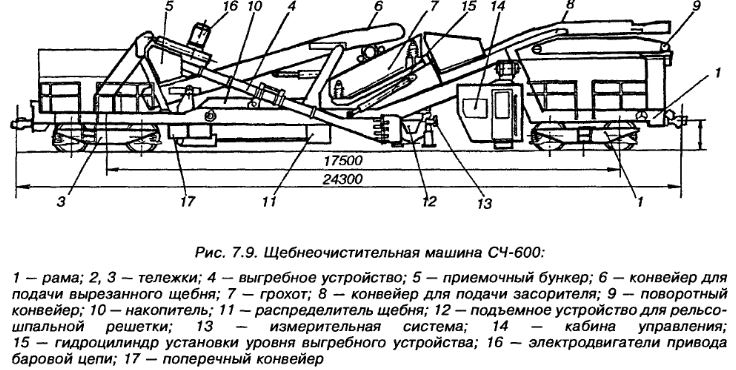 5 16 10 4 6 7 15 14 8 9
1
17500
24300
3 17 11 12 13 1
Рис. 7.9. Щебнеочистительная машина СЧ-600:
1 — рама; 2, 3 — тележки; 4 — выгребное устройство; 5 — приемочный бункер; 6 — конвейер для
подачи вырезанного щебня; 7 — грохот; 8 — конвейер для подачи засорителя; 9 — поворотный
конвейер; 10 — накопитель; 11 — распределитель щебня; 12 — подъемное устройство для рельсо-
шпальной решетки; 13 — измерительная система; 14 — кабина управления;
15 — гидроцилиндр установки уровня выгребного устройства; 16 — электродвигатели привода
баровой цепи; 17 — поперечный конвейер